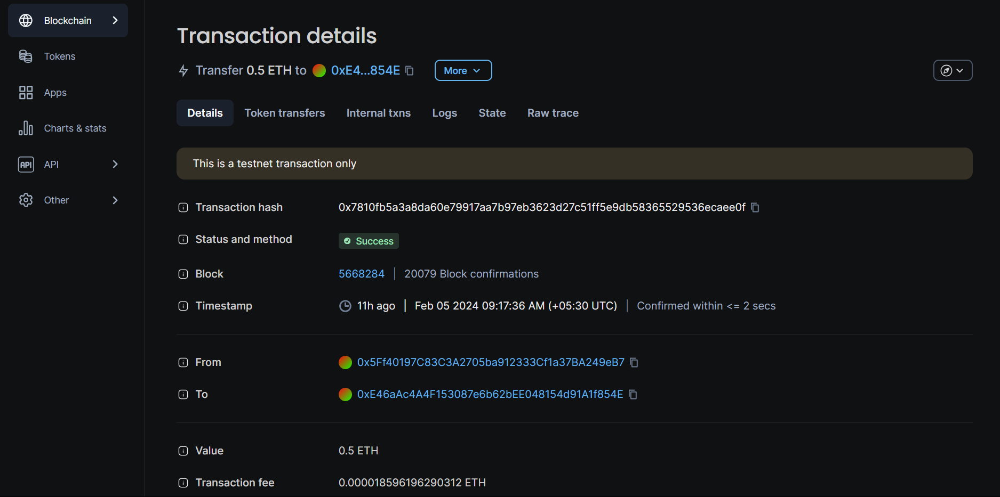 Blockchain
Tokens
Apps
Charts & stats
API API
Other
Transaction details
Transfer 0.5 ETH to 0xE4...854E More
Details Token transfers Internal txns Logs State Raw trace
This is a testnet transaction only
Transaction hash 0x7810fb5a3a8da60e79917aa7b97eb3623d27c51ff5e9db58365529536ecaee0f
Status and method Success
Block 5668284 | 20079 Block confirmations
Timestamp 11h ago | Feb 05 2024 09:17:36 AM (+05:30 UTC) | Confirmed within <= 2 secs
From 0x5Ff40197C83C3A2705ba912333Cf1a37BA249eB7
To 0xE46aAc4A4F153087e6b62bEE048154d91A1f854E
Value 0.5 ETH
Transaction fee 0.000018596196290312 ETH